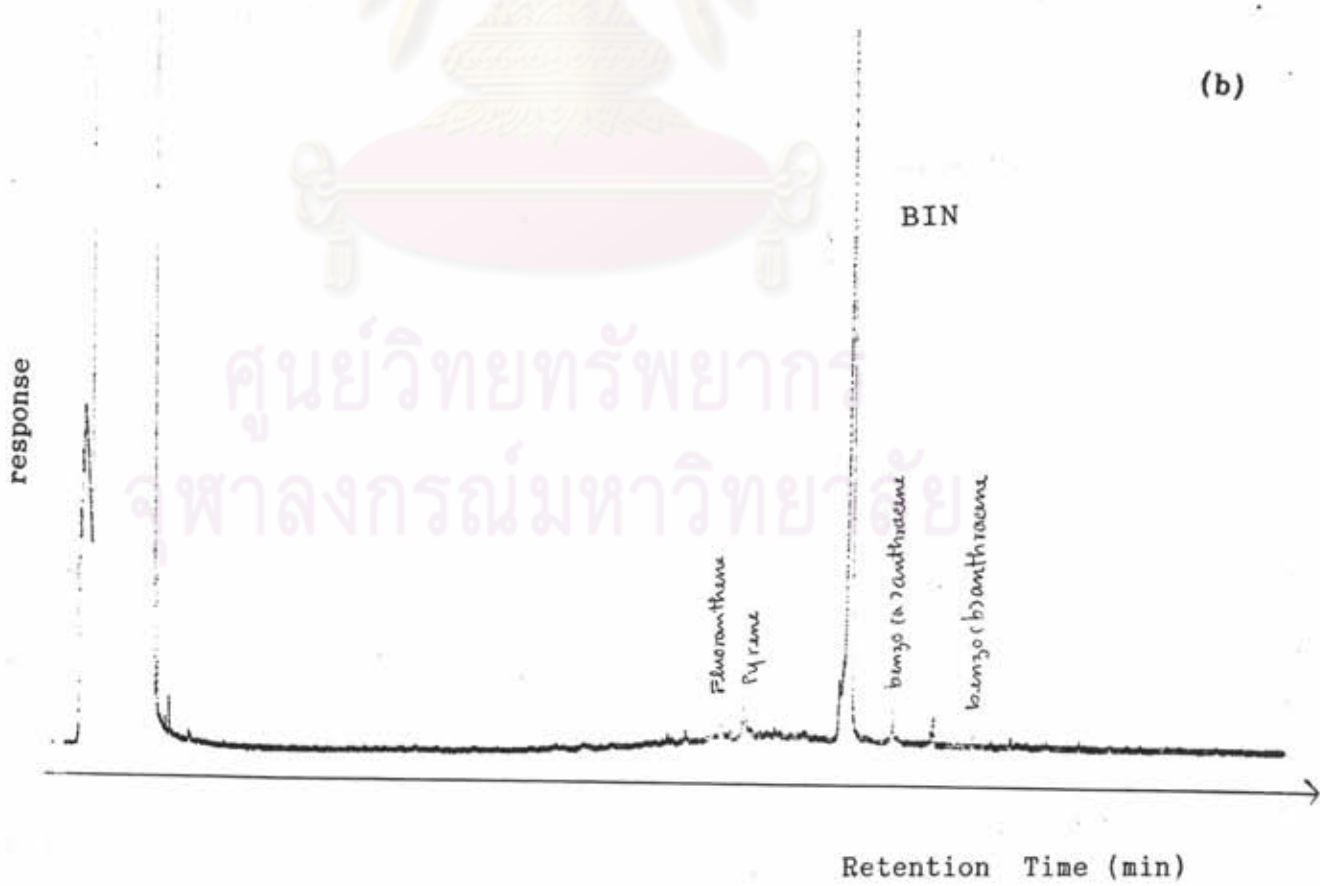 (b)
BIN
response
ศูนย์วิทยทรัพยากร
จุฬาลงกรณ์มหาวิทยาลัย
Fluoranthene
Pyrene
benzo(a)anthracene
benzo(b)anthracene
Retention Time (min)